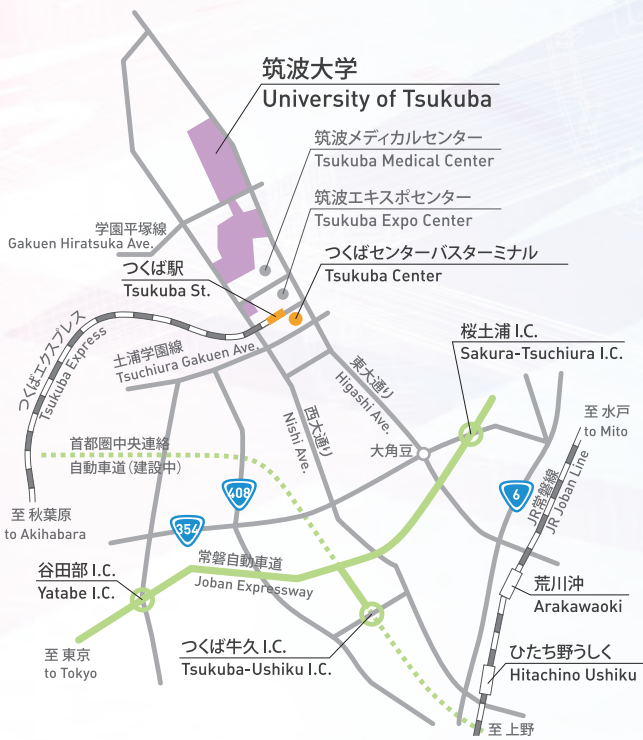 筑波大学
University of Tsukuba
筑波メディカルセンター
Tsukuba Medical Center
筑波エキスポセンター
Tsukuba Expo Center
学園平塚線
Gakuen Hiratsuka Ave.
つくば駅
Tsukuba St.
つくばセンターバスターミナル
Tsukuba Center
つくばエクスプレス
Tsukuba Express
土浦学園線
Tsuchiura Gakuen Ave.
桜土浦 I.C.
Sakura-Tsuchiura I.C.
東大通り
Higashi Ave.
西大通り
Nishi Ave.
至 水戸
to Mito
大角豆
首都圏中央連絡
自動車道（建設中）
408
6
354
JR常磐線
JR Joban Line
至 秋葉原
to Akihabara
常磐自動車道
Joban Expressway
谷田部 I.C.
Yatabe I.C.
荒川沖
Arakawaoki
至 東京
to Tokyo
つくば牛久 I.C.
Tsukuba-Ushiku I.C.
ひたち野うしく
Hitachino Ushiku
至 上野